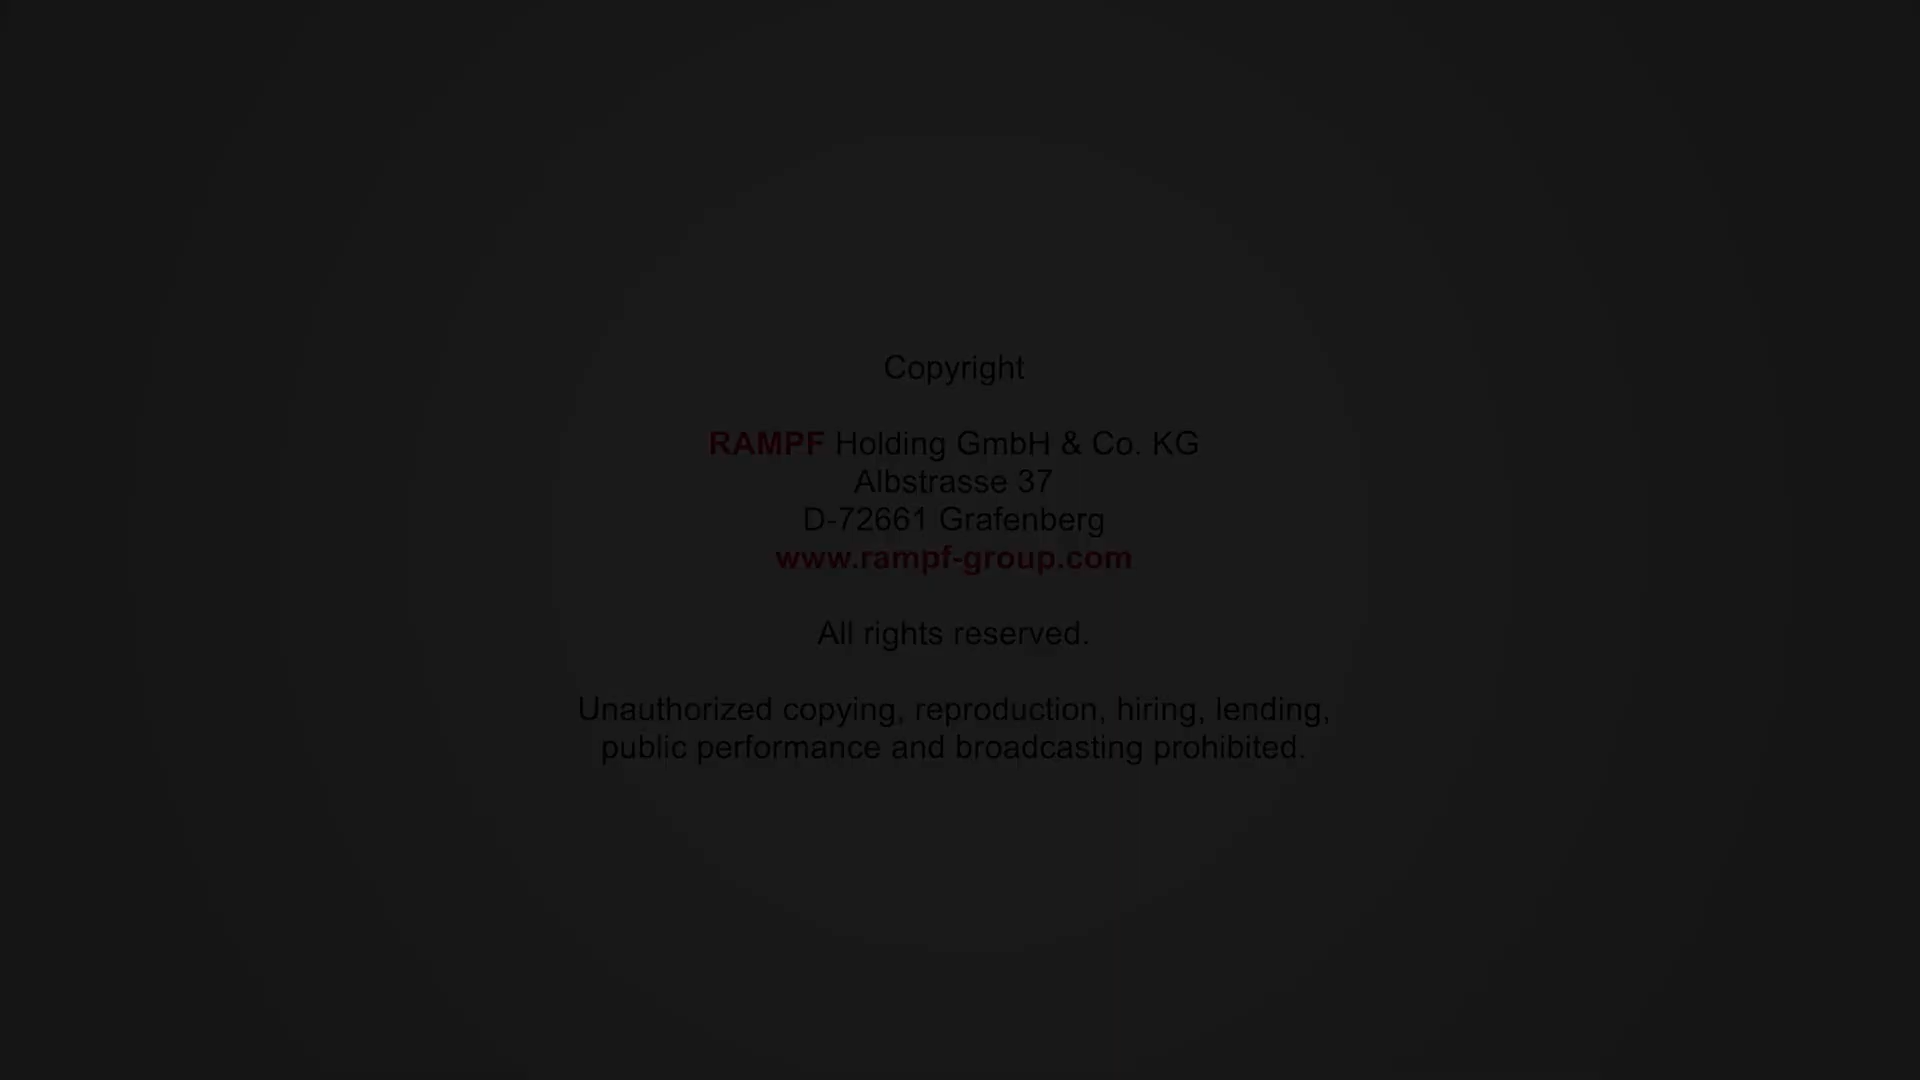 Copyright
RAMPF Holding GmbH & Co. KG
Albstrasse 37
D-72661 Grafenberg
www.rampf-group.com
All rights reserved.
Unauthorized copying, reproduction, hiring, lending,
public performance and broadcasting prohibited.